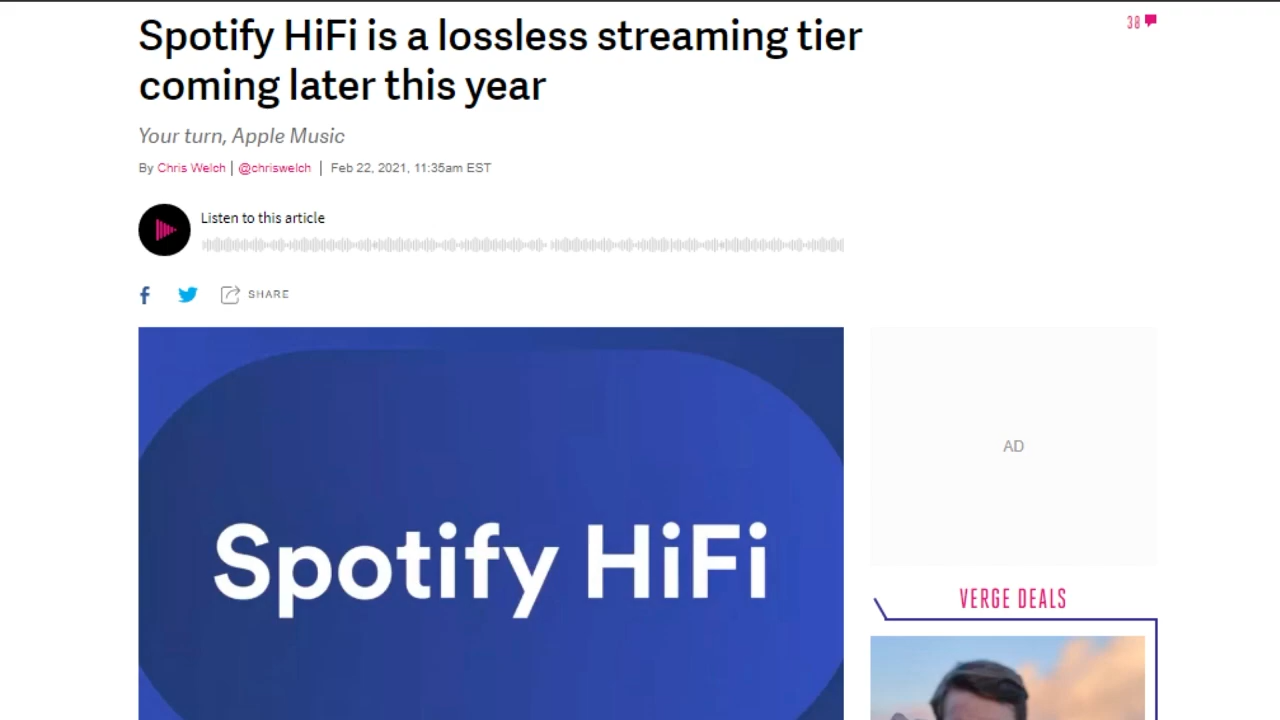 Spotify HiFi is a lossless streaming tier
coming later this year
38
Your turn, Apple Music
By Chris Welch | @chriswelch | Feb 22, 2021, 11:35am EST
Listen to this article
f
SHARE
Spotify HiFi
AD
VERGE DEALS